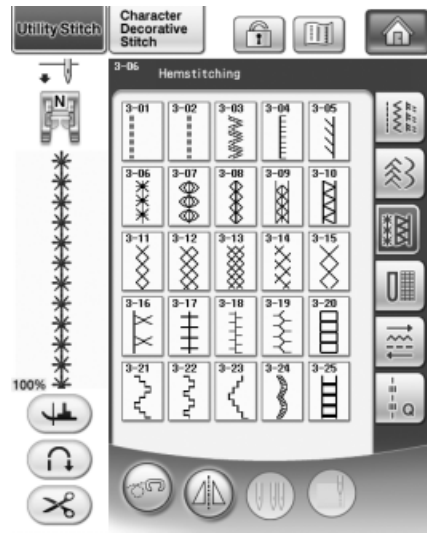 Utility Stitch
Character
Decorative
Stitch
3-06
Hemstitching
N
3-01 3-02 3-03 3-04 3-05
3-06 3-07 3-08 3-09 3-10
3-11 3-12 3-13 3-14 3-15
3-16 3-17 3-18 3-19 3-20
3-21 3-22 3-23 3-24 3-25
100%
Q